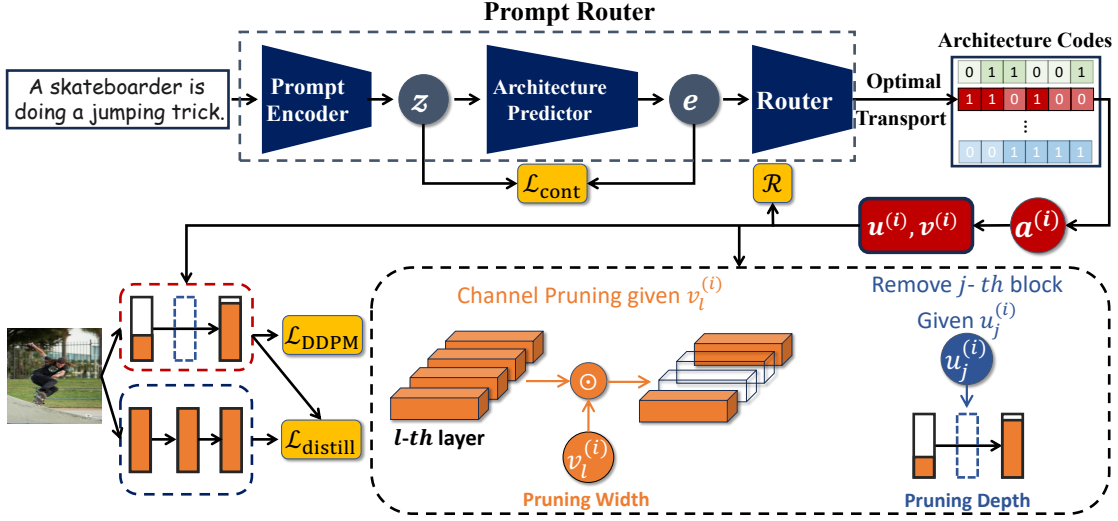 Prompt Router
A skateboarder is
doing a jumping trick.
Prompt
Encoder
z
Architecture
Predictor
e
Router
Optimal
Transport
Architecture Codes
0 1 1 0 0 1
1 1 0 1 0 0
⋮
0 0 1 1 1 1
ℒcont
ℛ
u⁽ⁱ⁾, v⁽ⁱ⁾
a⁽ⁱ⁾
ℒDDPM
ℒdistill
Channel Pruning given v_l^(i)
l-th layer
⊙
v_l^(i)
Pruning Width
Remove j- th block
Given u_j^(i)
u_j^(i)
Pruning Depth